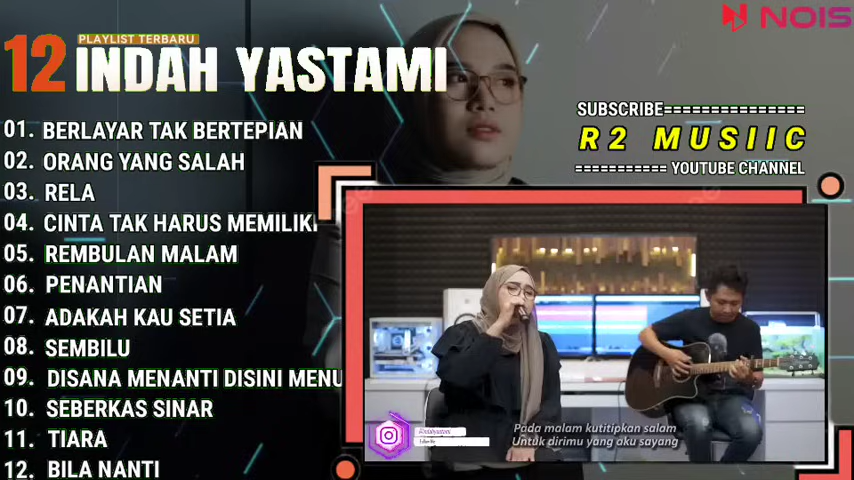 PLAYLIST TERBARU
12 INDAH YASTAMI
NOIS
SUBSCRIBE===============
R2 MUSIIC
=========== YOUTUBE CHANNEL
01. BERLAYAR TAK BERTEPIAN
02. ORANG YANG SALAH
03. RELA
04. CINTA TAK HARUS MEMILIKI
05. REMBULAN MALAM
06. PENANTIAN
07. ADAKAH KAU SETIA
08. SEMBILU
09. DISANA MENANTI DISINI MENU
10. SEBERKAS SINAR
11. TIARA
12. BILA NANTI
Pada malam kutitipkan salam
Untuk dirimu yang aku sayang